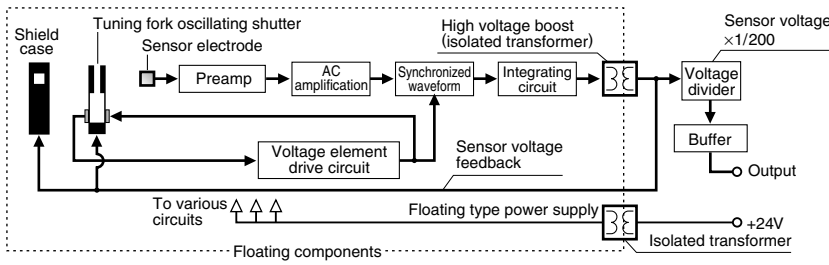 Tuning fork oscillating shutter
Shield
case
Sensor electrode
High voltage boost
(isolated transformer)
Sensor voltage
×1/200
Preamp
AC
amplification
Synchronized
waveform
Integrating
circuit
Voltage
divider
Buffer
Voltage element
drive circuit
Sensor voltage
feedback
Output
To various
circuits
Floating type power supply
+24V
Isolated transformer
Floating components